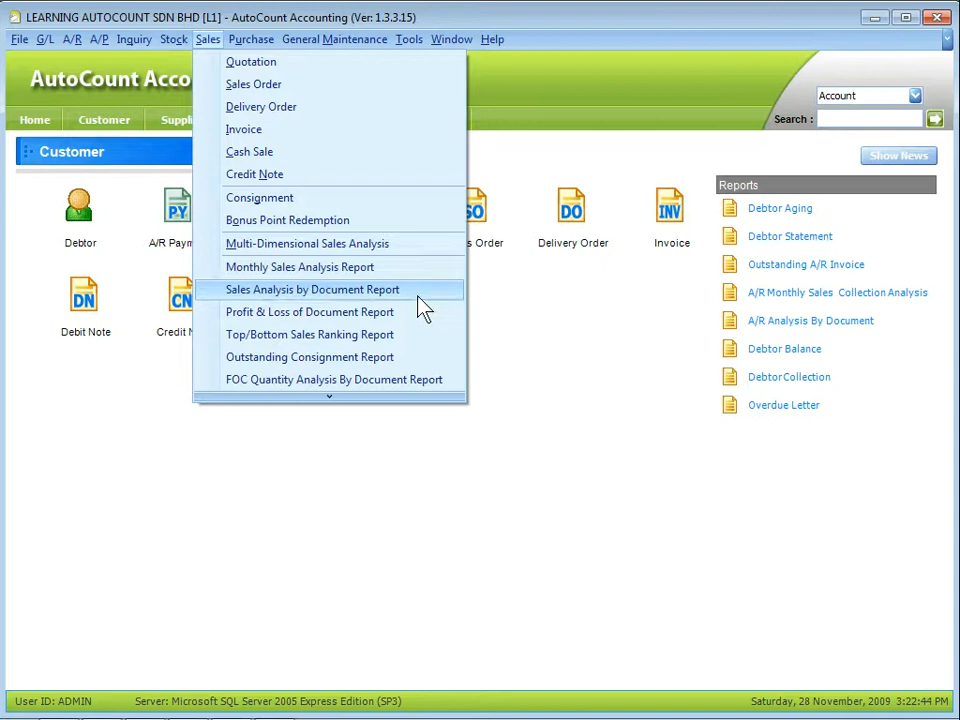 LEARNING AUTOCOUNT SDN BHD [L1] - AutoCount Accounting (Ver: 1.3.3.15)
File G/L A/R A/P Inquiry Stock Sales Purchase General Maintenance Tools Window Help
AutoCount Acco
Account
Search :
Home Customer Suppli
Customer
Show News
Quotation
Sales Order
Delivery Order
Invoice
Cash Sale
Credit Note
Consignment
Bonus Point Redemption
Multi-Dimensional Sales Analysis
Monthly Sales Analysis Report
Sales Analysis by Document Report
Profit & Loss of Document Report
Top/Bottom Sales Ranking Report
Outstanding Consignment Report
FOC Quantity Analysis By Document Report
PY SO DO INV
Debtor A/R Paym s Order Delivery Order Invoice
DN CN
Debit Note Credit N
Reports
Debtor Aging
Debtor Statement
Outstanding A/R Invoice
A/R Monthly Sales Collection Analysis
A/R Analysis By Document
Debtor Balance
Debtor Collection
Overdue Letter
User ID: ADMIN Server: Microsoft SQL Server 2005 Express Edition (SP3) Saturday, 28 November, 2009 3:22:44 PM